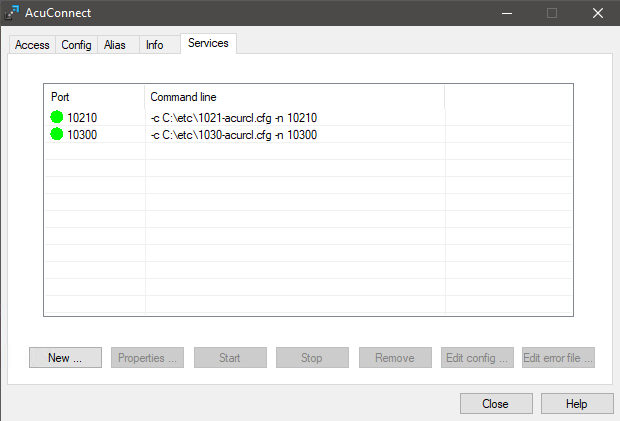 AcuConnect
Access Config Alias Info Services
Port Command line
10210 -c C:\etc\1021-acurcl.cfg -n 10210
10300 -c C:\etc\1030-acurcl.cfg -n 10300
New ... Properties ... Start Stop Remove Edit config ... Edit error file ...
Close Help